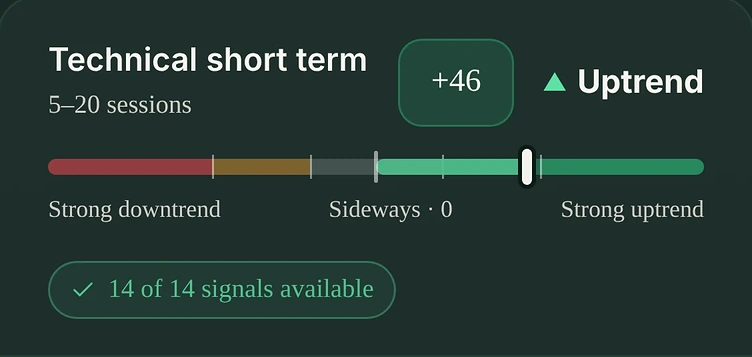 Technical short term
5–20 sessions
+46
Uptrend
Strong downtrend
Sideways · 0
Strong uptrend
14 of 14 signals available